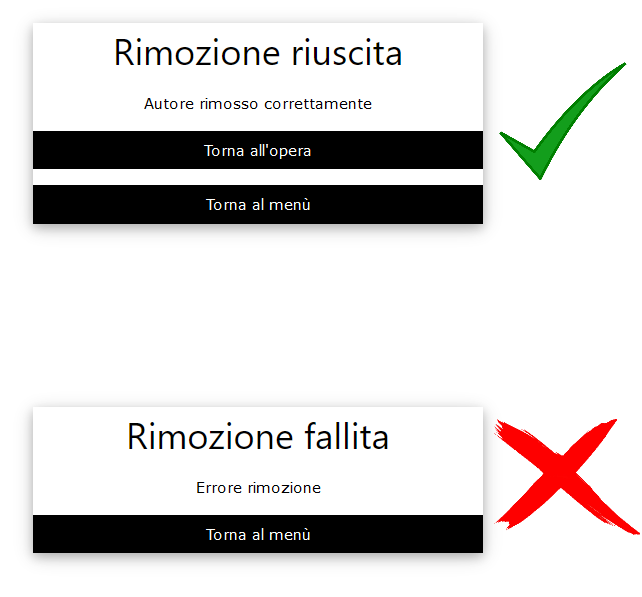 Rimozione riuscita
Autore rimosso correttamente
Torna all'opera
Torna al menù
Rimozione fallita
Errore rimozione
Torna al menù